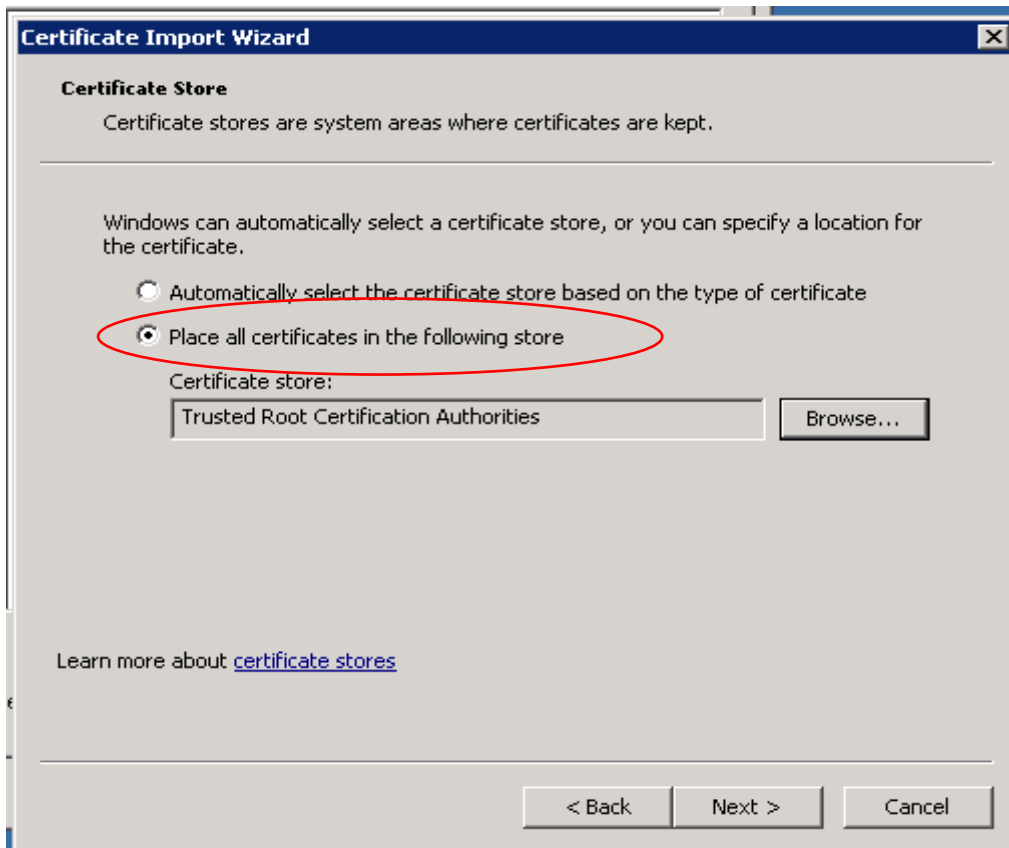 Certificate Import Wizard
Certificate Store
Certificate stores are system areas where certificates are kept.
Windows can automatically select a certificate store, or you can specify a location for
the certificate.
Automatically select the certificate store based on the type of certificate
Place all certificates in the following store
Certificate store:
Trusted Root Certification Authorities
Browse...
Learn more about certificate stores
< Back
Next >
Cancel